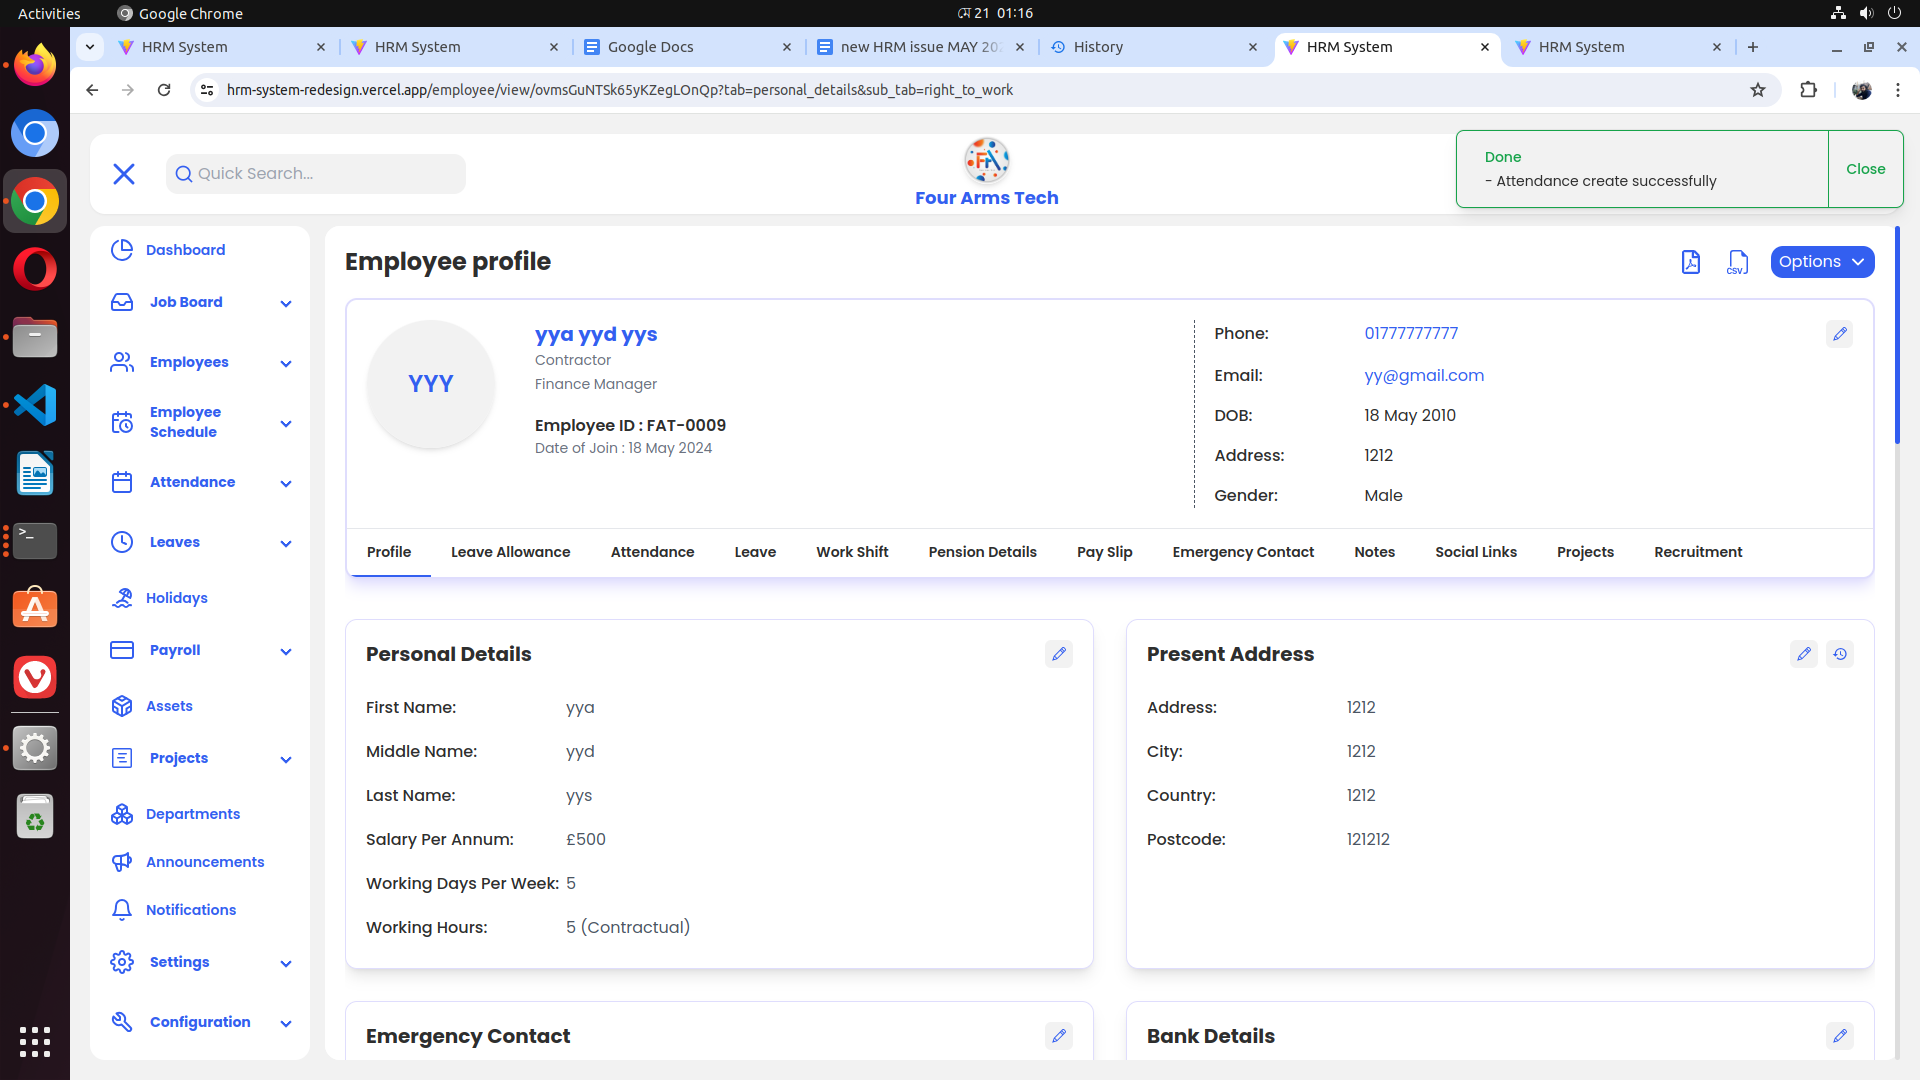 Activities
Google Chrome
মে 21 01:16
HRM System
HRM System
Google Docs
new HRM issue MAY 202
History
HRM System
HRM System
hrm-system-redesign.vercel.app/employee/view/ovmsGuNTSk65yKZegLOnQp?tab=personal_details&sub_tab=right_to_work
Quick Search...
Four Arms Tech
Done
- Attendance create successfully
Close
Dashboard
Job Board
Employees
Employee
Schedule
Attendance
Leaves
Holidays
Payroll
Assets
Projects
Departments
Announcements
Notifications
Settings
Configuration
Employee profile
CSV
Options
YYY
yya yyd yys
Contractor
Finance Manager
Employee ID : FAT-0009
Date of Join : 18 May 2024
Phone: 01777777777
Email: yy@gmail.com
DOB: 18 May 2010
Address: 1212
Gender: Male
Profile Leave Allowance Attendance Leave Work Shift Pension Details Pay Slip Emergency Contact Notes Social Links Projects Recruitment
Personal Details
First Name: yya
Middle Name: yyd
Last Name: yys
Salary Per Annum: £500
Working Days Per Week: 5
Working Hours: 5 (Contractual)
Present Address
Address: 1212
City: 1212
Country: 1212
Postcode: 121212
Emergency Contact
Bank Details